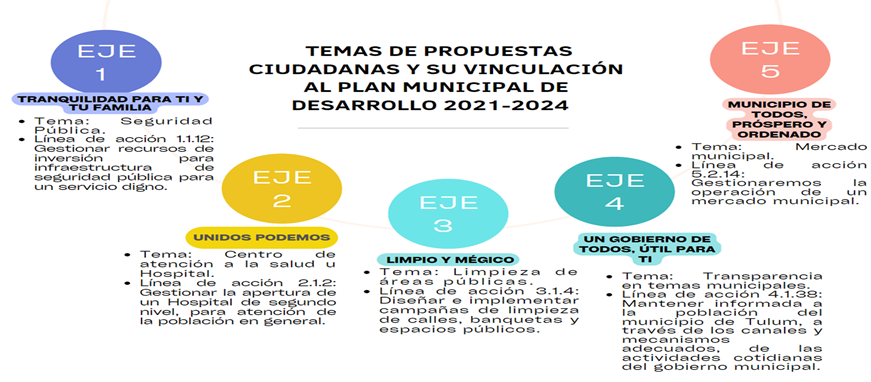 TEMAS DE PROPUESTAS
CIUDADANAS Y SU VINCULACIÓN
AL PLAN MUNICIPAL DE
DESARROLLO 2021-2024
EJE
1
TRANQUILIDAD PARA TI Y
TU FAMILIA
• Tema: Seguridad
Pública.
• Línea de acción 1.1.12:
Gestionar recursos de
inversión para
infraestructura de
seguridad pública para
un servicio digno.
EJE
2
UNIDOS PODEMOS
• Tema: Centro de
atención a la salud u
Hospital.
• Línea de acción 2.1.2:
Gestionar la apertura de
un Hospital de segundo
nivel, para atención de
la población en general.
EJE
3
LIMPIO Y MÉGICO
• Tema: Limpieza de
áreas públicas.
• Línea de acción 3.1.4:
Diseñar e implementar
campañas de limpieza
de calles, banquetas y
espacios públicos.
EJE
4
UN GOBIERNO DE
TODOS, ÚTIL PARA
TI
• Tema: Transparencia
en temas municipales.
• Línea de acción 4.1.38:
Mantener informada a
la población del
municipio de Tulum, a
través de los canales y
mecanismos
adecuados, de las
actividades cotidianas
del gobierno municipal.
EJE
5
MUNICIPIO DE
TODOS,
PRÓSPERO Y
ORDENADO
• Tema: Mercado
municipal.
• Línea de acción
5.2.14:
Gestionaremos la
operación de un
mercado municipal.